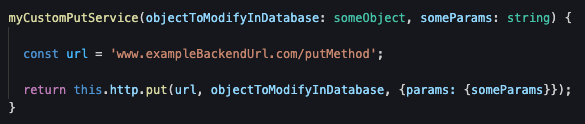 myCustomPutService(objectToModifyInDatabase: someObject, someParams: string) {
const url = 'www.exampleBackendUrl.com/putMethod';
return this.http.put(url, objectToModifyInDatabase, {params: {someParams}});
}